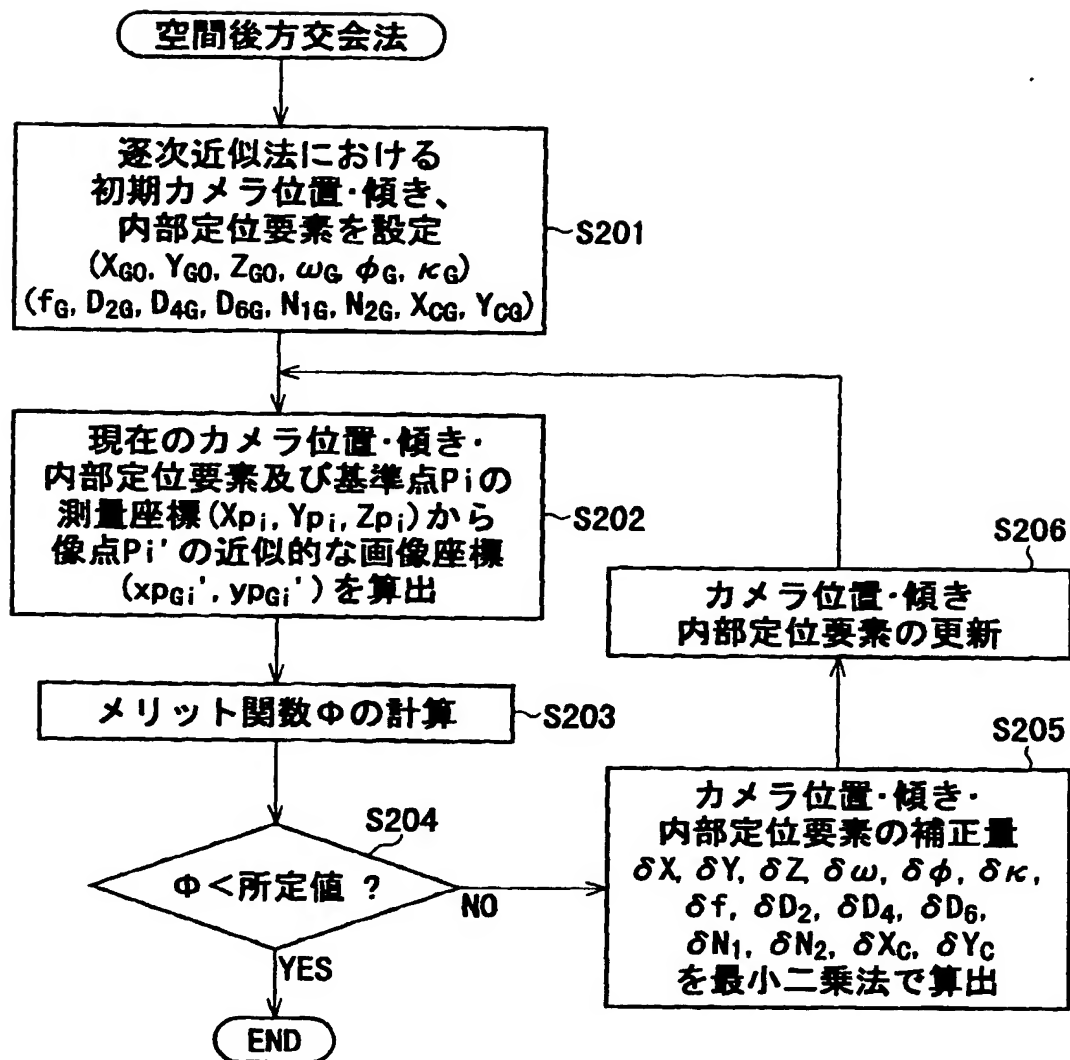 空間後方交会法
逐次近似法における
初期カメラ位置·傾き、
内部定位要素を設定
(XG0, YG0, ZG0, ωG, φG, κG)
(fG, D2G, D4G, D6G, N1G, N2G, XCG, YCG)
S201
現在のカメラ位置·傾き·
内部定位要素及び基準点Piの
測量座標(Xpi, Ypi, Zpi)から
像点Pi'の近似的な画像座標
(xpGi', ypGi')を算出
S202
メリット関数Φの計算
S203
S204
Φ<所定値 ?
NO
YES
END
S205
カメラ位置·傾き·
内部定位要素の補正量
δX, δY, δZ, δω, δφ, δκ,
δf, δD2, δD4, δD6,
δN1, δN2, δXC, δYC
を最小二乗法で算出
S206
カメラ位置·傾き
内部定位要素の更新